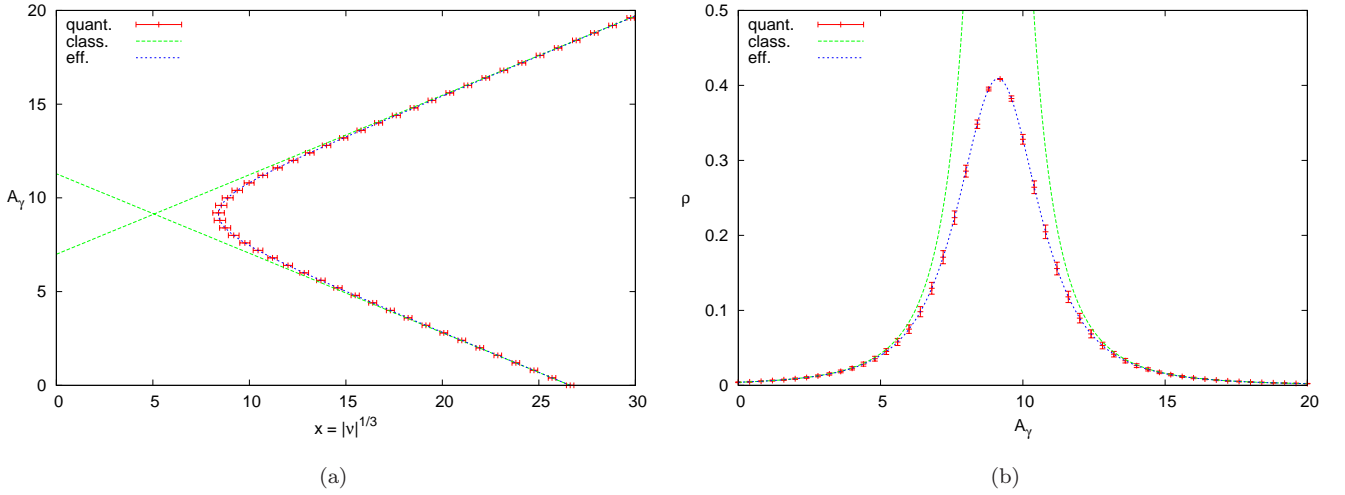 quant.
class.
eff.
20
15
A_γ 10
5
0
0 5 10 15 20 25 30
x = |ν|^{1/3}
(a)
quant.
class.
eff.
0.5
0.4
0.3
ρ
0.2
0.1
0
0 5 10 15 20
A_γ
(b)